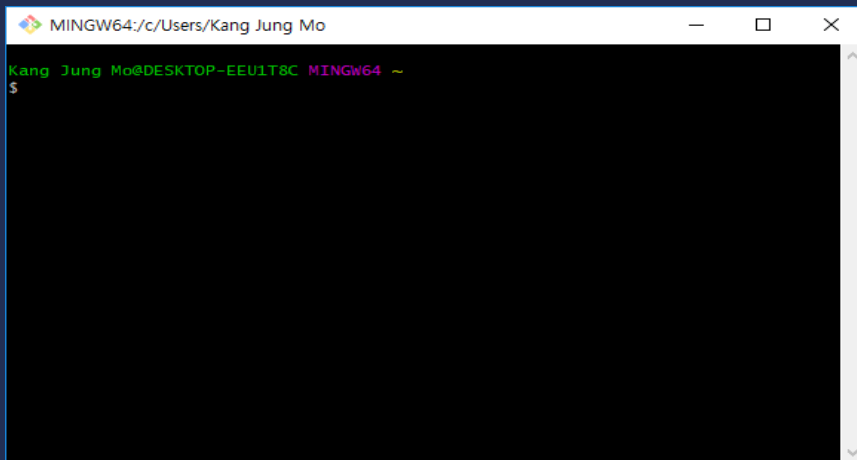 MINGW64:/c/Users/Kang Jung Mo
Kang Jung Mo@DESKTOP-EEU1T8C MINGW64 ~
$